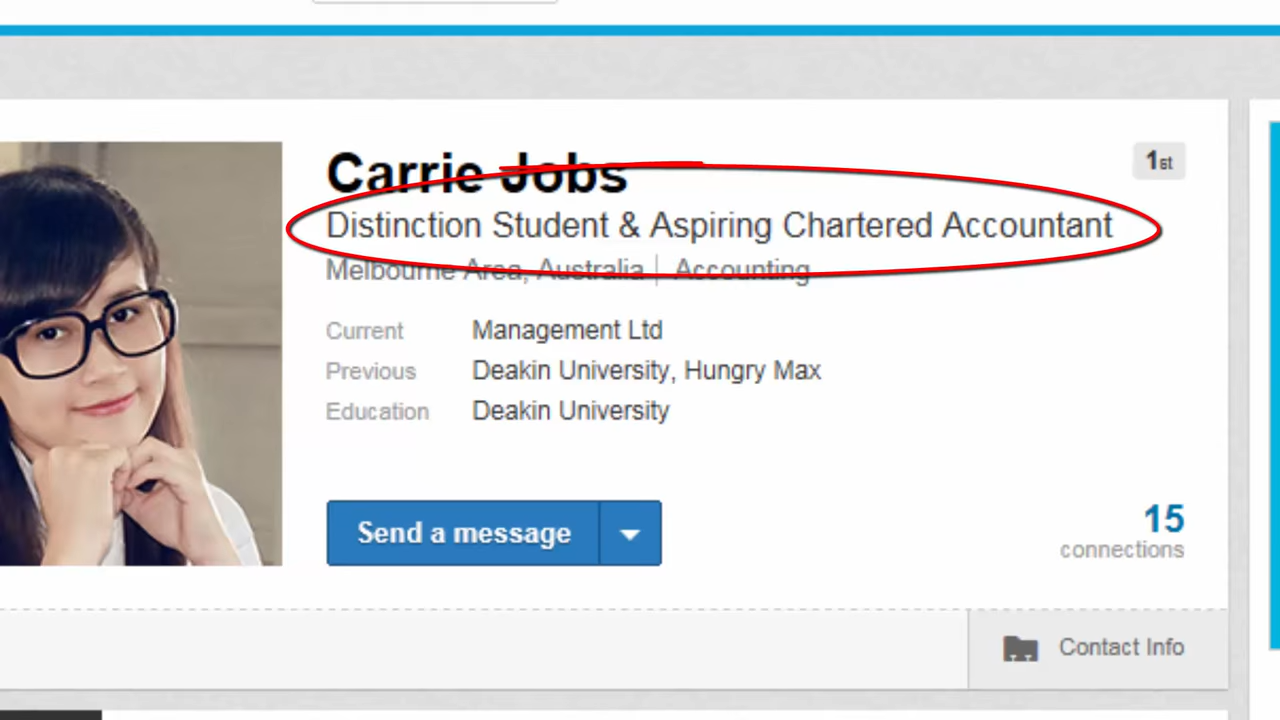 Carrie Jobs
1st
Distinction Student & Aspiring Chartered Accountant
Melbourne Area, Australia | Accounting
Current Management Ltd
Previous Deakin University, Hungry Max
Education Deakin University
Send a message
15
connections
Contact Info